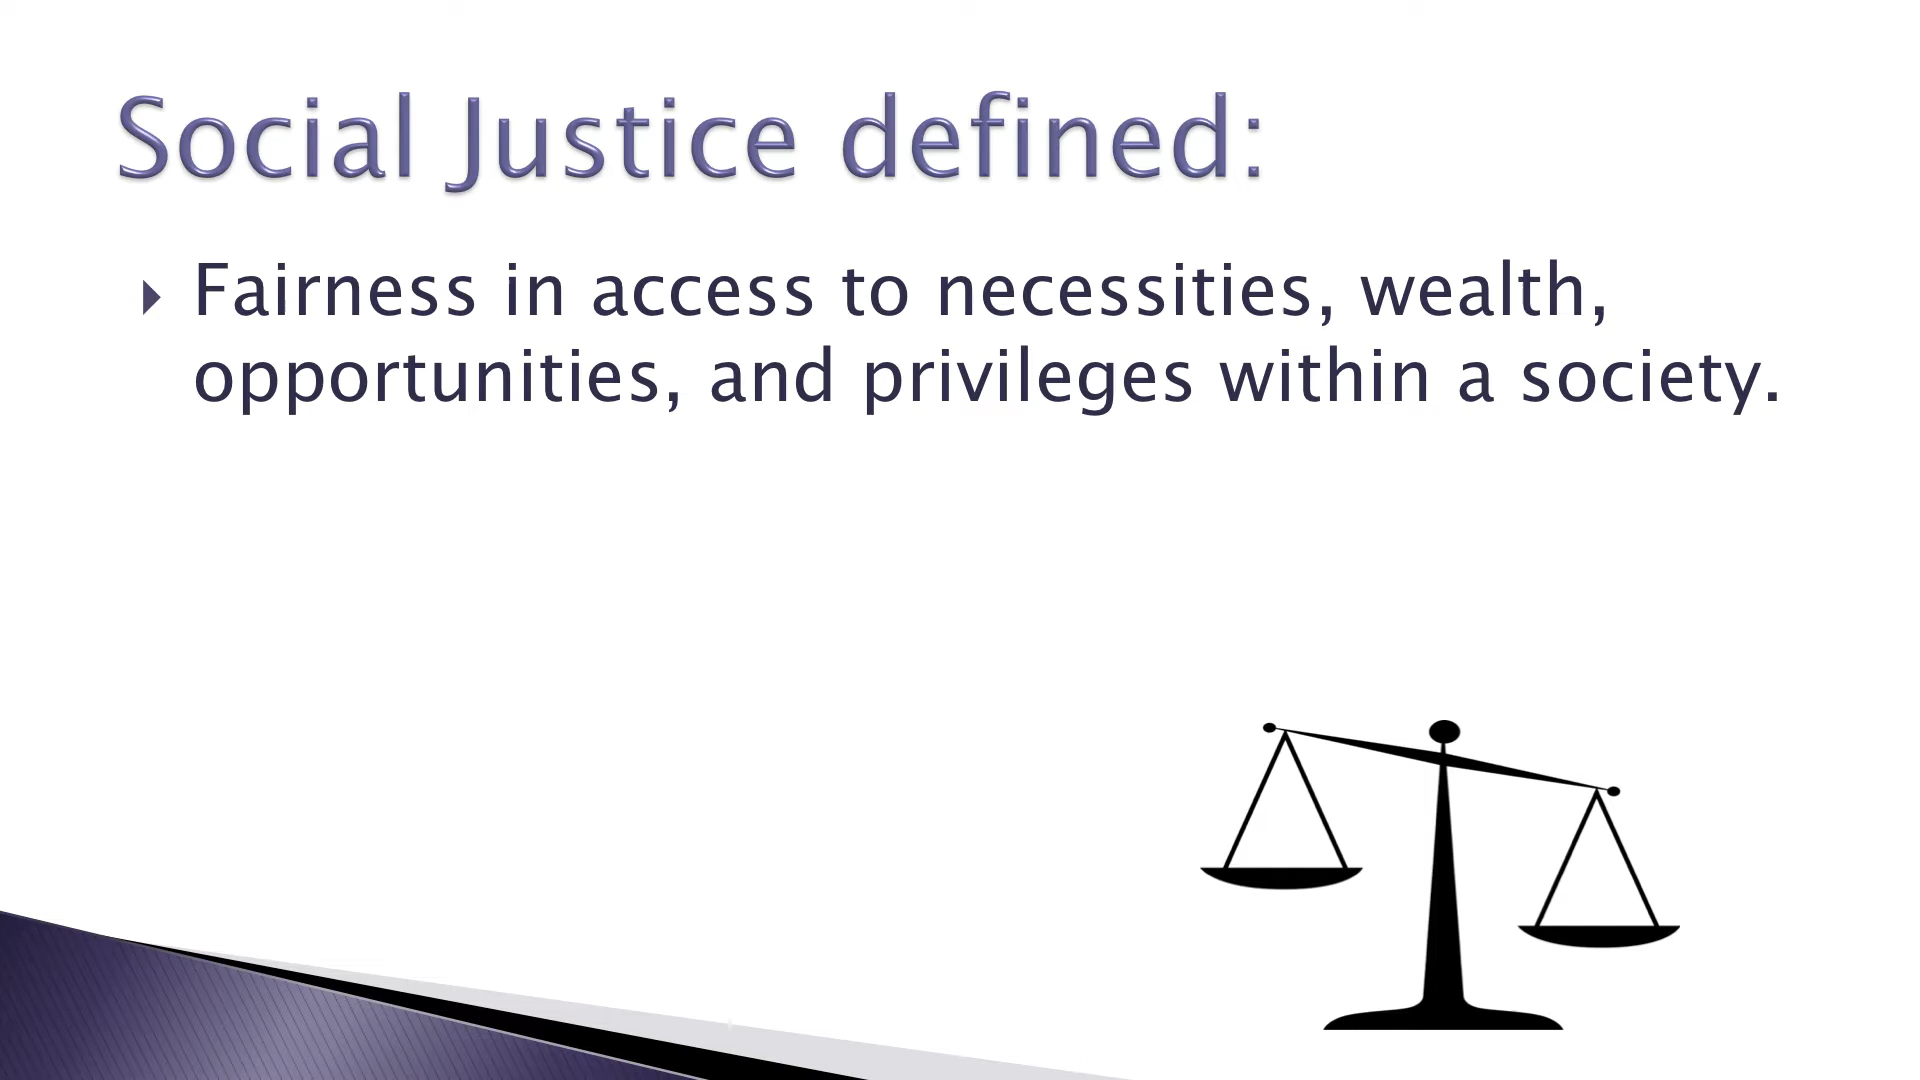 Social Justice defined:
Fairness in access to necessities, wealth,
opportunities, and privileges within a society.